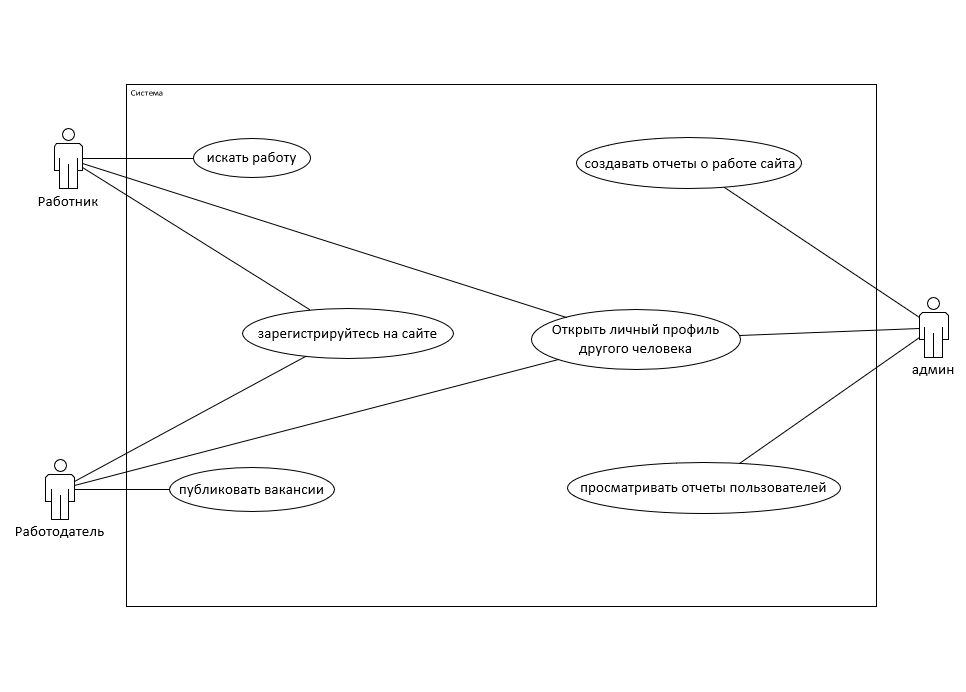 Система
искать работу
создавать отчеты о работе сайта
Работник
зарегистрируйтесь на сайте
Открыть личный профиль
другого человека
админ
публиковать вакансии
просматривать отчеты пользователей
Работодатель